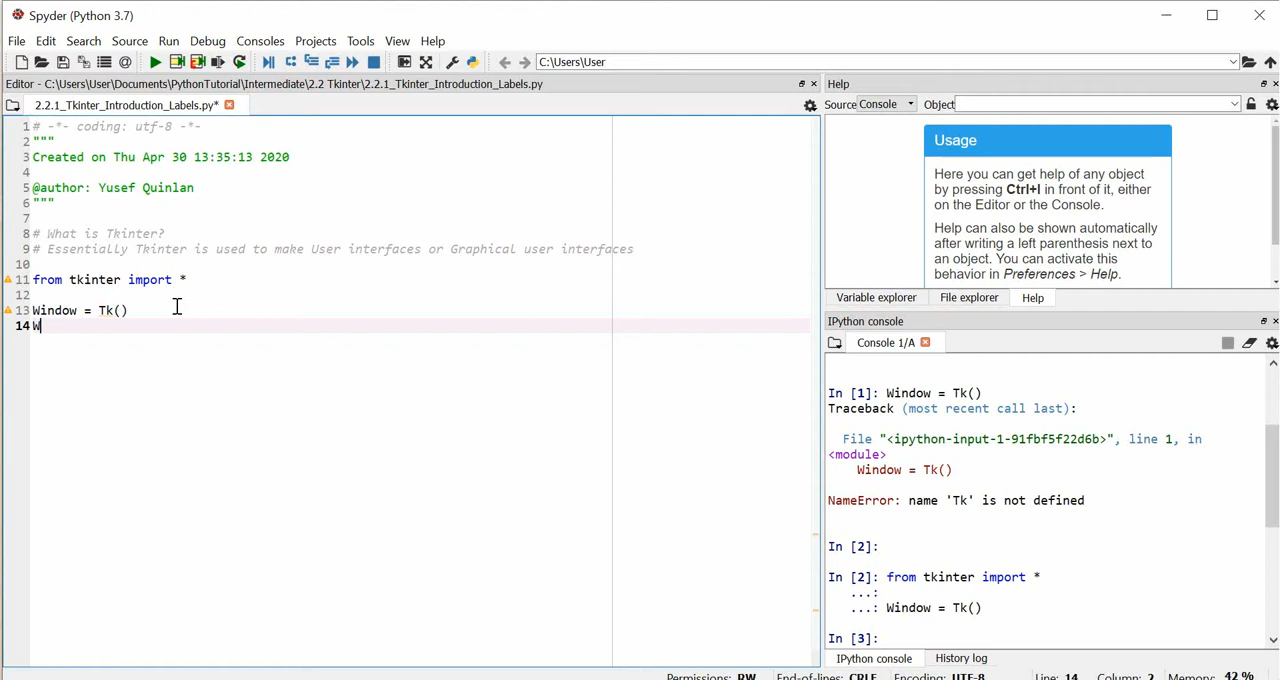 Spyder (Python 3.7)
File Edit Search Source Run Debug Consoles Projects Tools View Help
C:\Users\User
Editor - C:\Users\User\Documents\PythonTutorial\Intermediate\2.2 Tkinter\2.2.1_Tkinter_Introduction_Labels.py
2.2.1_Tkinter_Introduction_Labels.py*
1 # -*- coding: utf-8 -*-
2 """
3 Created on Thu Apr 30 13:35:13 2020
4
5 @author: Yusef Quinlan
6 """
7
8 # What is Tkinter?
9 # Essentially Tkinter is used to make User interfaces or Graphical user interfaces
10
11 from tkinter import *
12
13 Window = Tk()
14 W
Help
Source Console Object
Usage
Here you can get help of any object
by pressing Ctrl+I in front of it, either
on the Editor or the Console.
Help can also be shown automatically
after writing a left parenthesis next to
an object. You can activate this
behavior in Preferences > Help.
Variable explorer File explorer Help
IPython console
Console 1/A
In [1]: Window = Tk()
Traceback (most recent call last):
File "<ipython-input-1-91fbf5f22d6b>", line 1, in
<module>
Window = Tk()
NameError: name 'Tk' is not defined
In [2]:
In [2]: from tkinter import *
...:
...: Window = Tk()
In [3]:
IPython console History log
Permissions: RW End-of-lines: CRLF Encoding: UTF-8 Line: 14 Column: 2 Memory: 42 %